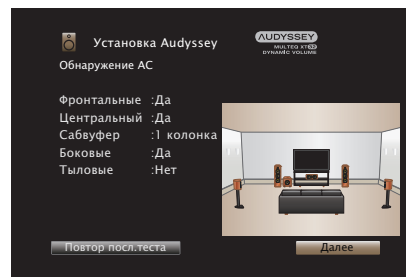 Установка Audyssey
AUDYSSEY
MULTEQ XT32
DYNAMIC VOLUME
Обнаружение АС
Фронтальные :Да
Центральный :Да
Сабвуфер :1 колонка
Боковые :Да
Тыловые :Нет
Повтор посл.теста
Далее